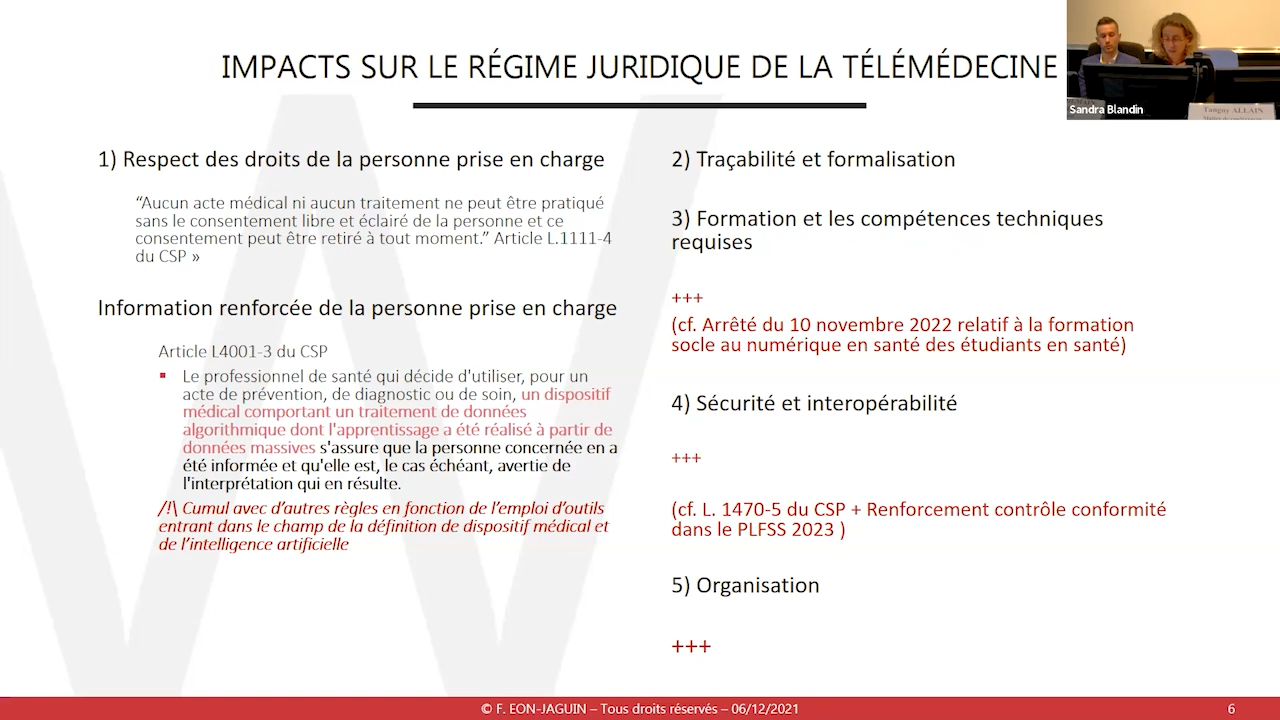 IMPACTS SUR LE RÉGIME JURIDIQUE DE LA TÉLÉMÉDECINE
Sandra Blandin
Tanguy ALLAIN
1) Respect des droits de la personne prise en charge
“Aucun acte médical ni aucun traitement ne peut être pratiqué
sans le consentement libre et éclairé de la personne et ce
consentement peut être retiré à tout moment.” Article L.1111-4
du CSP »
Information renforcée de la personne prise en charge
Article L4001-3 du CSP
Le professionnel de santé qui décide d'utiliser, pour un
acte de prévention, de diagnostic ou de soin, un dispositif
médical comportant un traitement de données
algorithmique dont l'apprentissage a été réalisé à partir de
données massives s'assure que la personne concernée en a
été informée et qu'elle est, le cas échéant, avertie de
l'interprétation qui en résulte.
/!\ Cumul avec d’autres règles en fonction de l’emploi d’outils
entrant dans le champ de la définition de dispositif médical et
de l’intelligence artificielle
2) Traçabilité et formalisation
3) Formation et les compétences techniques
requises
+++
(cf. Arrêté du 10 novembre 2022 relatif à la formation
socle au numérique en santé des étudiants en santé)
4) Sécurité et interopérabilité
+++
(cf. L. 1470-5 du CSP + Renforcement contrôle conformité
dans le PLFSS 2023 )
5) Organisation
+++
© F. EON-JAGUIN – Tous droits réservés – 06/12/2021
6